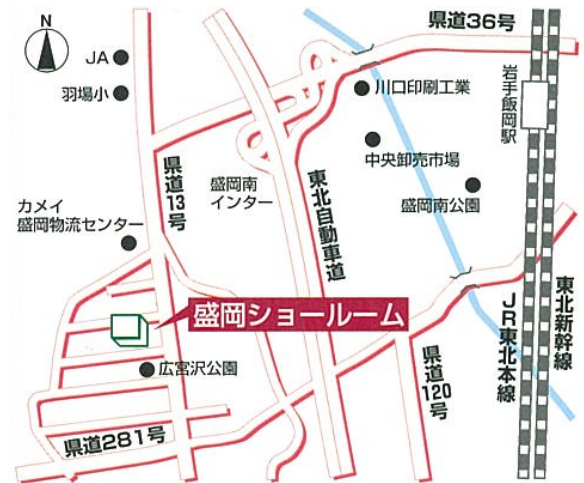 N
県道36号
JA
羽場小
川口印刷工業
岩手飯岡駅
中央卸売市場
県道13号
盛岡南
インター
東北自動車道
盛岡南公園
カメイ
盛岡物流センター
盛岡ショールーム
東北新幹線
JR東北本線
広宮沢公園
県道120号
県道281号